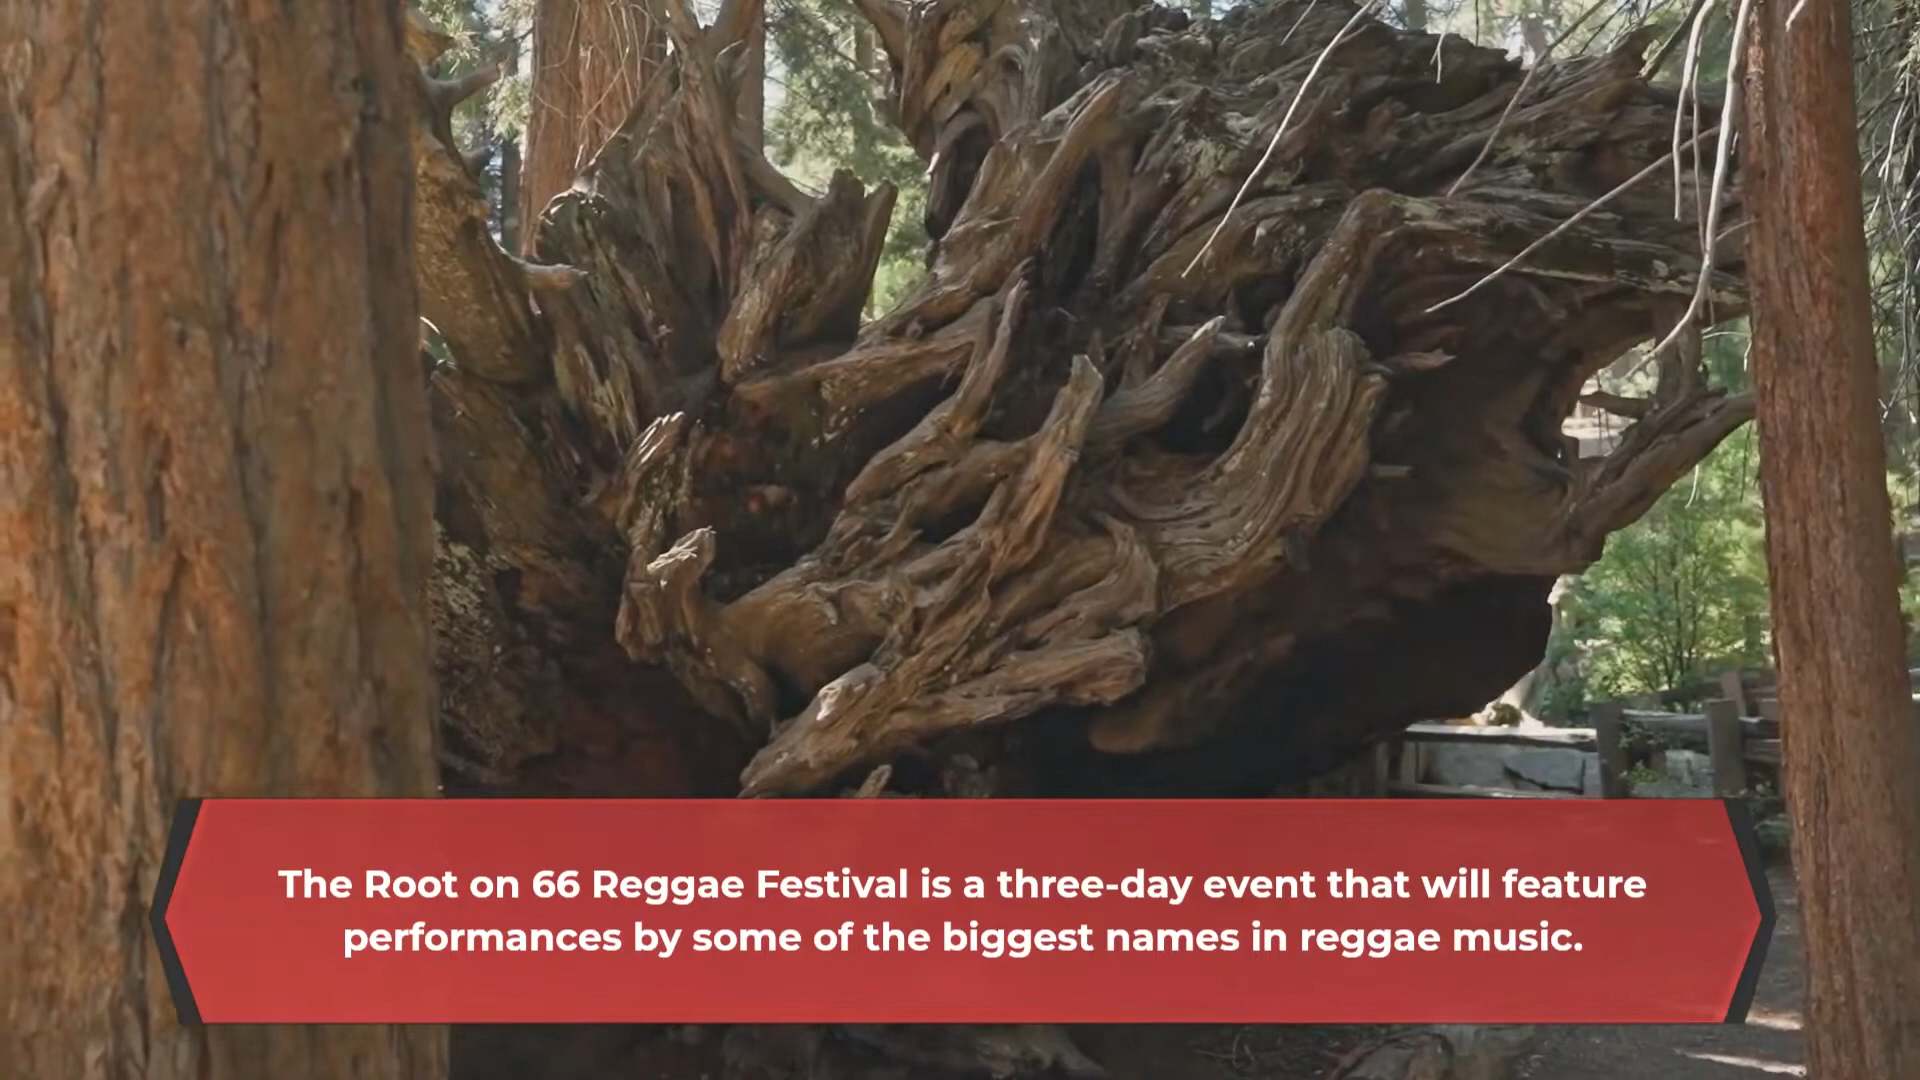 The Root on 66 Reggae Festival is a three-day event that will feature
performances by some of the biggest names in reggae music.